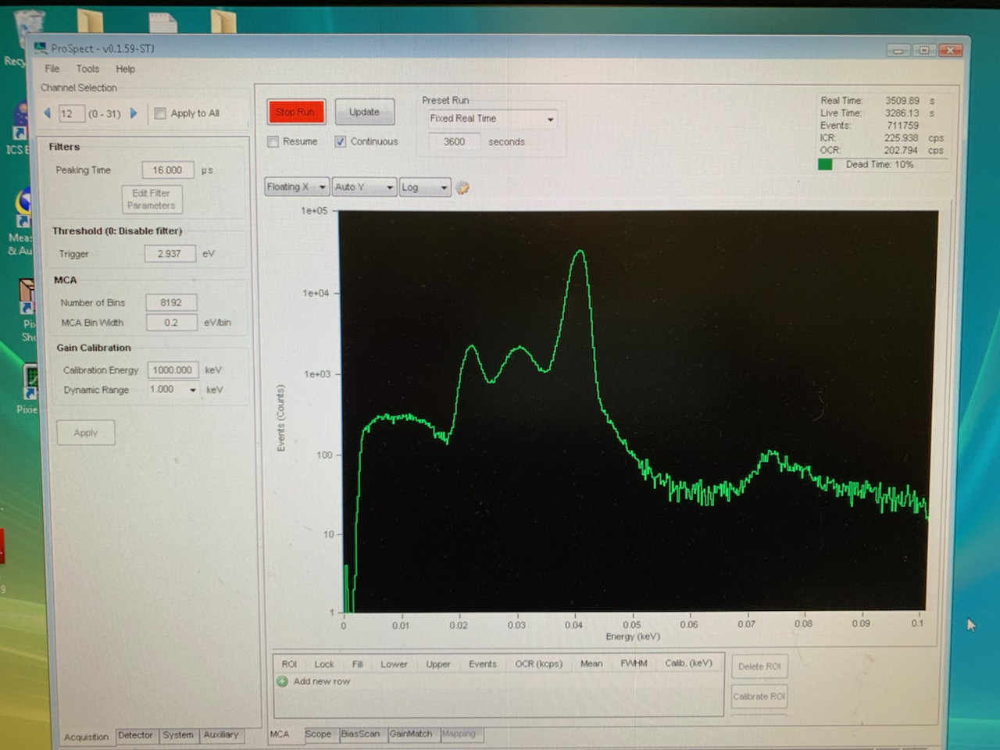 Recy
ICS E
Meas
& Au
Pix
Sho
Pixie
9
ProSpect - v0.1.59-STJ
File Tools Help
Channel Selection
12 (0 - 31) Apply to All
Filters
Peaking Time 16.000 µs
Edit Filter
Parameters
Threshold (0: Disable filter)
Trigger 2.937 eV
MCA
Number of Bins 8192
MCA Bin Width 0.2 eV/bin
Gain Calibration
Calibration Energy 1000.000 keV
Dynamic Range 1.000 keV
Apply
Acquisition Detector System Auxiliary
Stop Run Update
Resume Continuous
Preset Run
Fixed Real Time
3600 seconds
Real Time: 3509.89 s
Live Time: 3286.13 s
Events: 711759
ICR: 225.938 cps
OCR: 202.794 cps
Dead Time: 10%
Floating X Auto Y Log
1e+05
1e+04
1e+03
100
10
1
Events (Counts)
0 0.01 0.02 0.03 0.04 0.05 0.06 0.07 0.08 0.09 0.1
Energy (keV)
ROI Lock Fill Lower Upper Events OCR (kcps) Mean FWHM Calib. (keV)
Add new row
Delete ROI
Calibrate ROI
MCA Scope BiasScan GainMatch Mapping